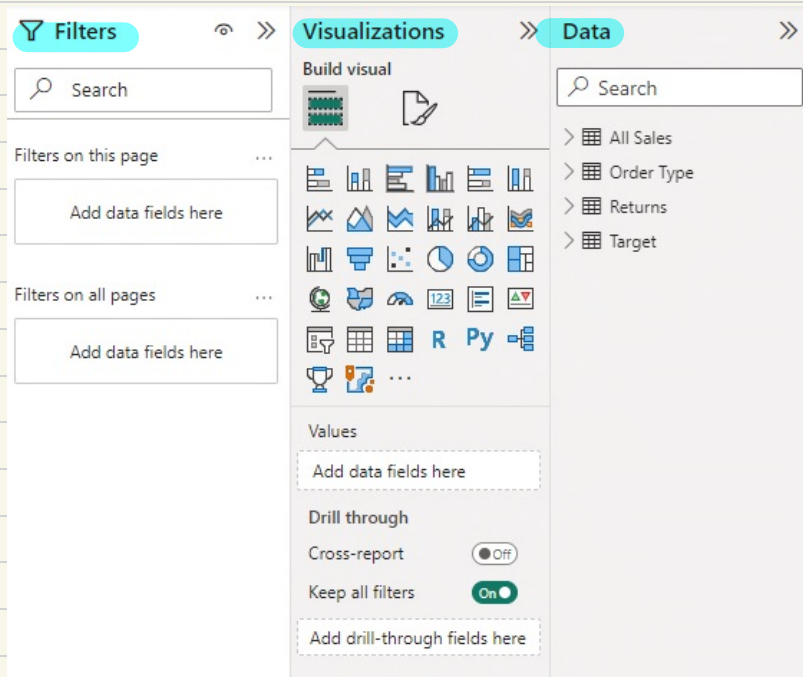 Filters
Search
Filters on this page
Add data fields here
Filters on all pages
Add data fields here
Visualizations
Build visual
123
R
Py
Values
Add data fields here
Drill through
Cross-report
Off
Keep all filters
On
Add drill-through fields here
Data
Search
All Sales
Order Type
Returns
Target